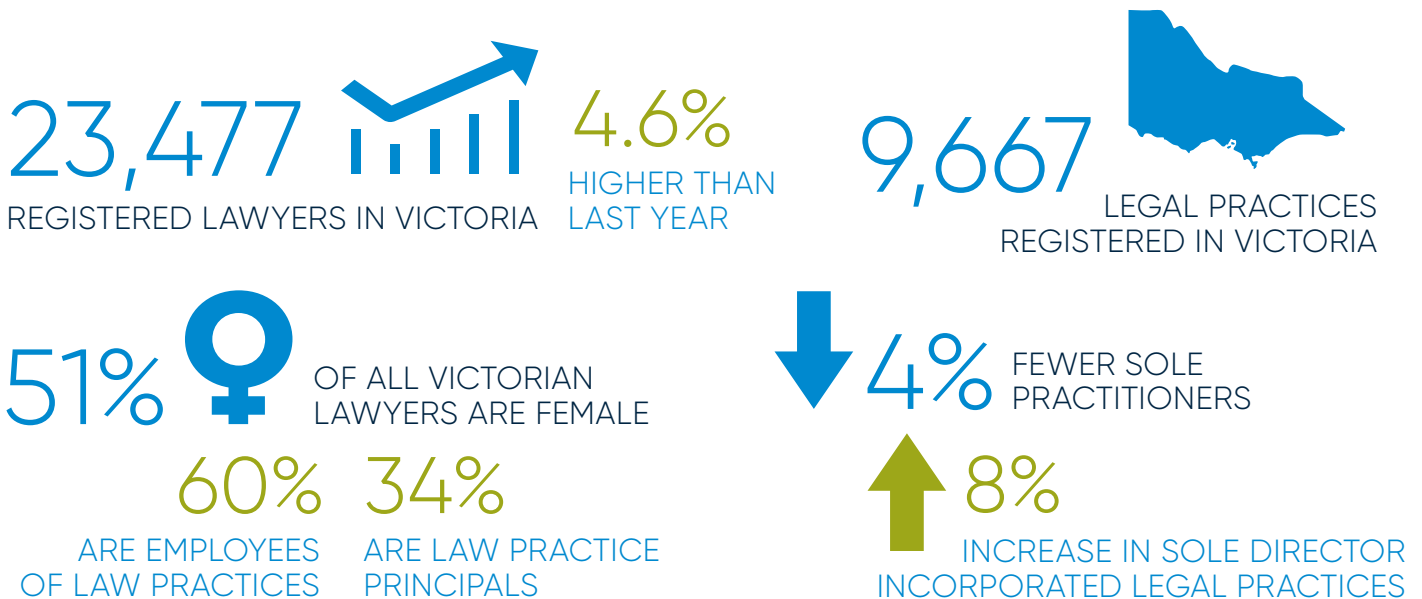 23,477
REGISTERED LAWYERS IN VICTORIA
4.6%
HIGHER THAN
LAST YEAR
9,667
LEGAL PRACTICES
REGISTERED IN VICTORIA
51%
OF ALL VICTORIAN
LAWYERS ARE FEMALE
60%
ARE EMPLOYEES
OF LAW PRACTICES
34%
ARE LAW PRACTICE
PRINCIPALS
4%
FEWER SOLE
PRACTITIONERS
8%
INCREASE IN SOLE DIRECTOR
INCORPORATED LEGAL PRACTICES